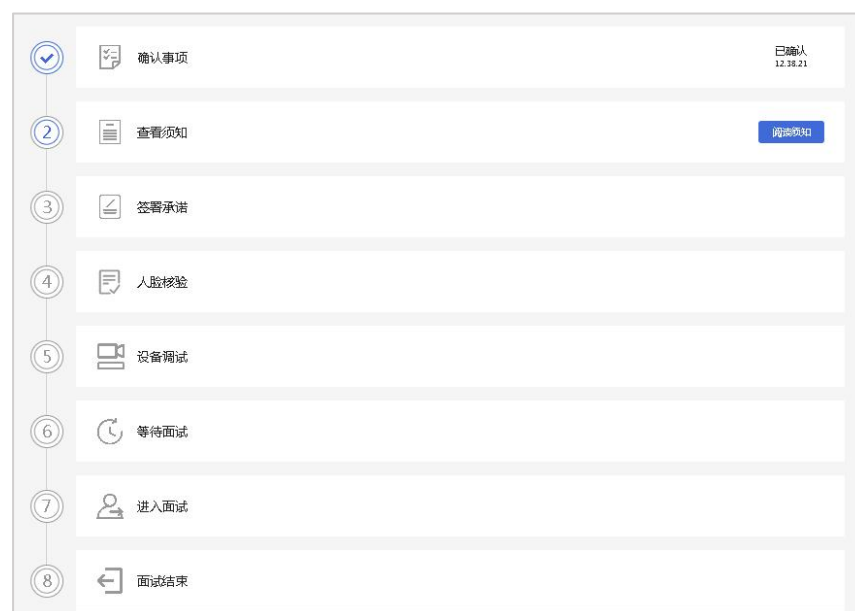 确认事项
已确认
12.38.21
2
查看须知
阅读须知
3
签署承诺
4
人脸核验
5
设备调试
6
等待面试
7
进入面试
8
面试结束